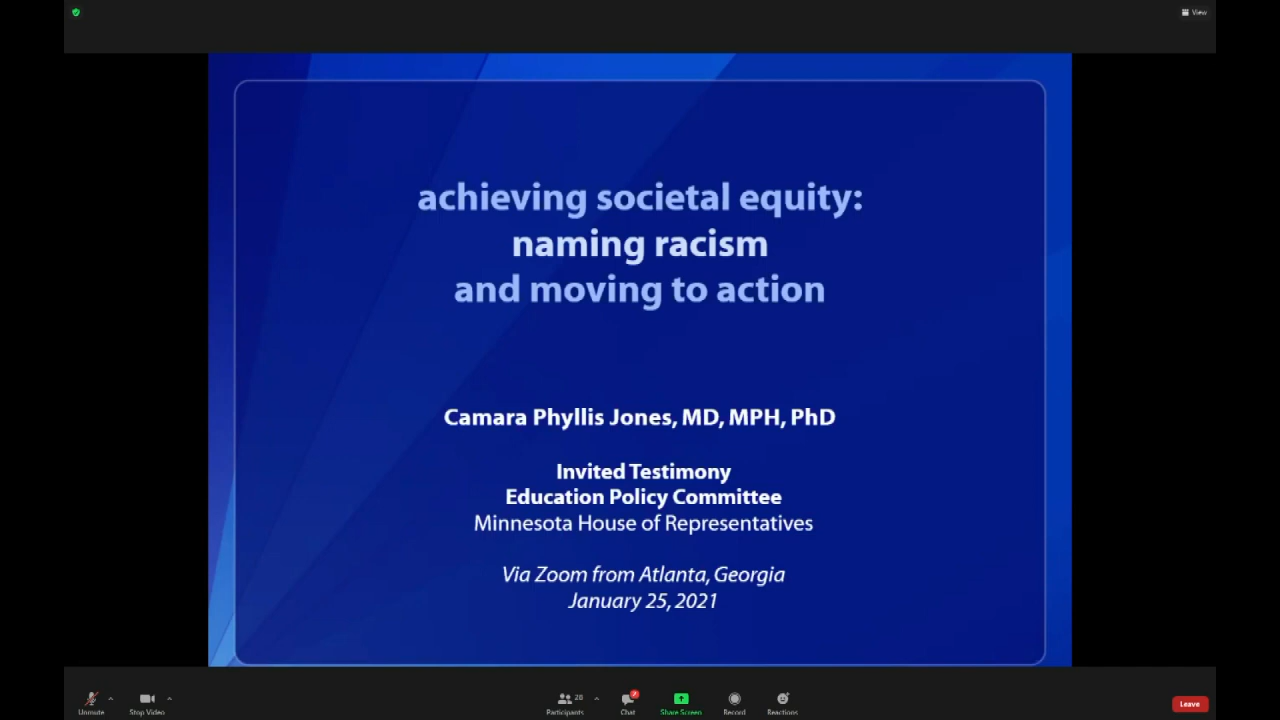 View
achieving societal equity:
naming racism
and moving to action
Camara Phyllis Jones, MD, MPH, PhD
Invited Testimony
Education Policy Committee
Minnesota House of Representatives
Via Zoom from Atlanta, Georgia
January 25, 2021
Unmute Stop Video Participants 28 Chat 2 Share Screen Record Reactions Leave